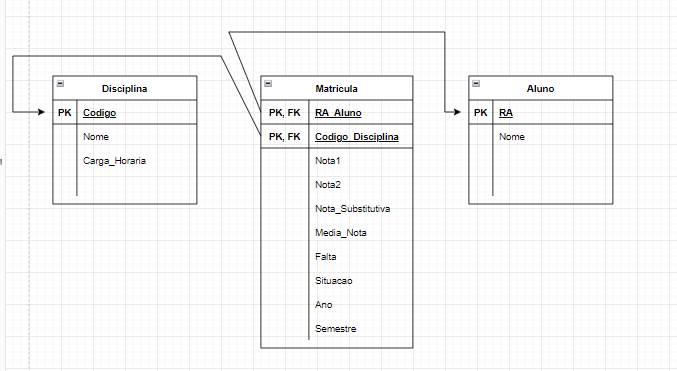 Disciplina
PK Codigo
Nome
Carga_Horaria
Matricula
PK, FK RA_Aluno
PK, FK Codigo_Disciplina
Nota1
Nota2
Nota_Substitutiva
Media_Nota
Falta
Situacao
Ano
Semestre
Aluno
PK RA
Nome